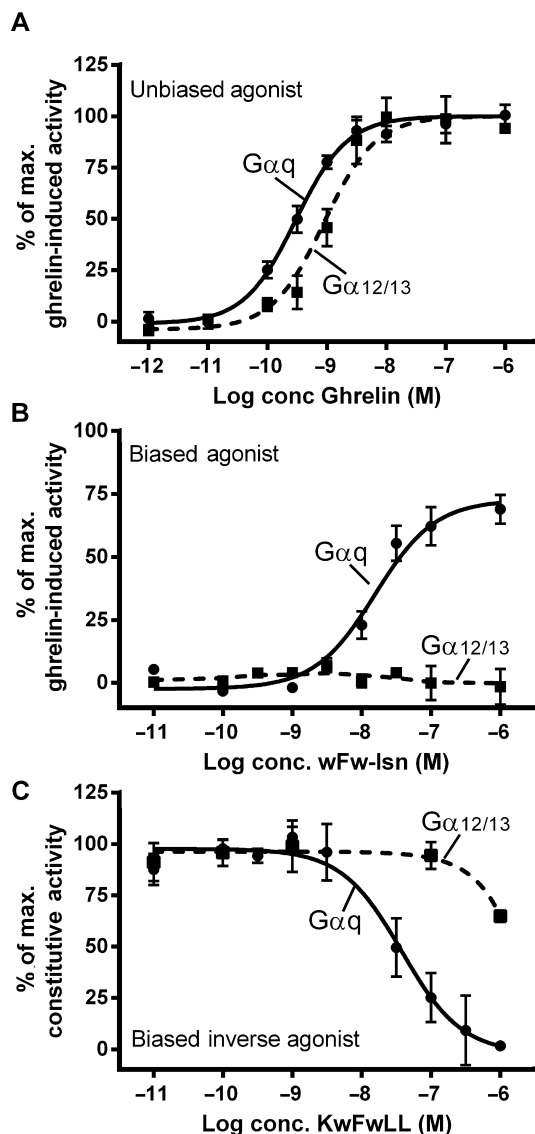 A
% of max.
ghrelin-induced activity
125
100
75
50
25
0
Unbiased agonist
Gαq
Gα12/13
–12 –11 –10 –9 –8 –7 –6
Log conc Ghrelin (M)
B
% of max.
ghrelin-induced activity
100
75
50
25
0
Biased agonist
Gαq
Gα12/13
–11 –10 –9 –8 –7 –6
Log conc. wFw-Isn (M)
C
% of max.
constitutive activity
125
100
75
50
25
0
Gα12/13
Gαq
Biased inverse agonist
–11 –10 –9 –8 –7 –6
Log conc. KwFwLL (M)